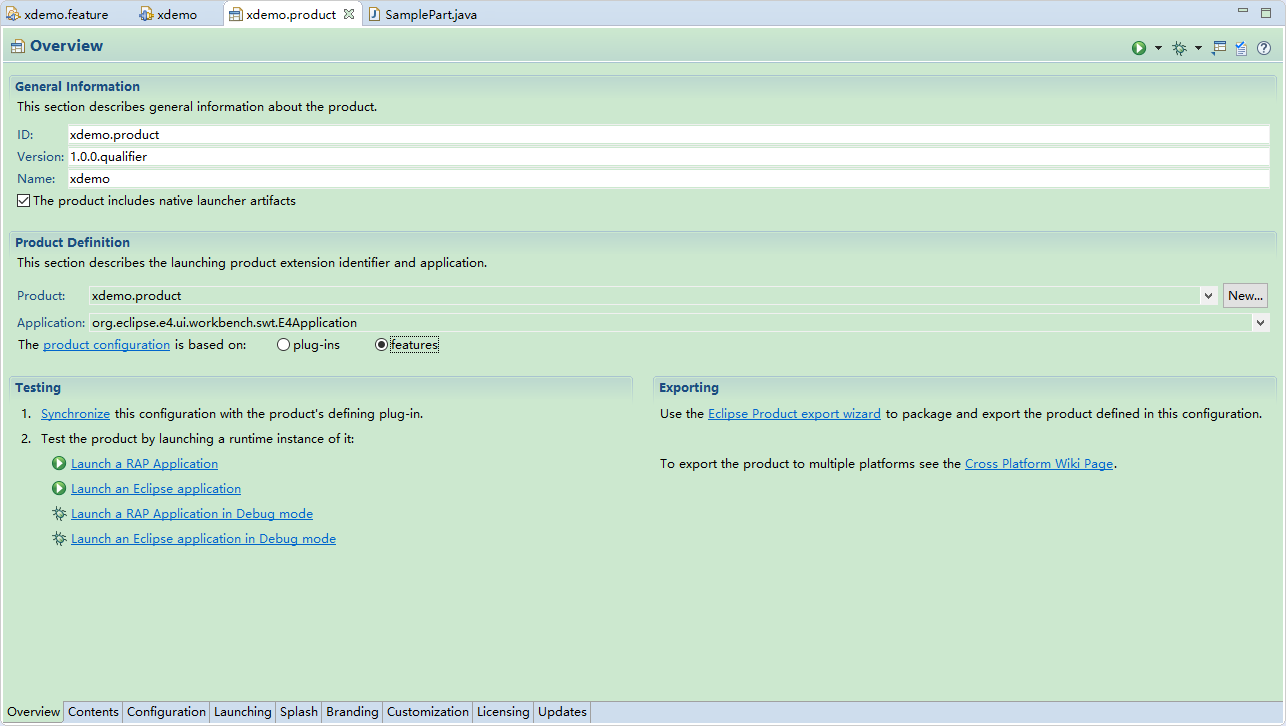 xdemo.feature xdemo xdemo.product SamplePart.java
Overview
General Information
This section describes general information about the product.
ID: xdemo.product
Version: 1.0.0.qualifier
Name: xdemo
The product includes native launcher artifacts
Product Definition
This section describes the launching product extension identifier and application.
Product: xdemo.product New...
Application: org.eclipse.e4.ui.workbench.swt.E4Application
The product configuration is based on: plug-ins features
Testing
1. Synchronize this configuration with the product's defining plug-in.
2. Test the product by launching a runtime instance of it:
Launch a RAP Application
Launch an Eclipse application
Launch a RAP Application in Debug mode
Launch an Eclipse application in Debug mode
Exporting
Use the Eclipse Product export wizard to package and export the product defined in this configuration.
To export the product to multiple platforms see the Cross Platform Wiki Page.
Overview Contents Configuration Launching Splash Branding Customization Licensing Updates